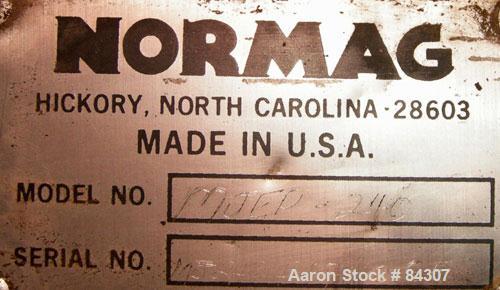 NORMAG
HICKORY, NORTH CAROLINA - 28603
MADE IN U.S.A.
MODEL NO.
SERIAL NO.
Aaron Stock # 84307